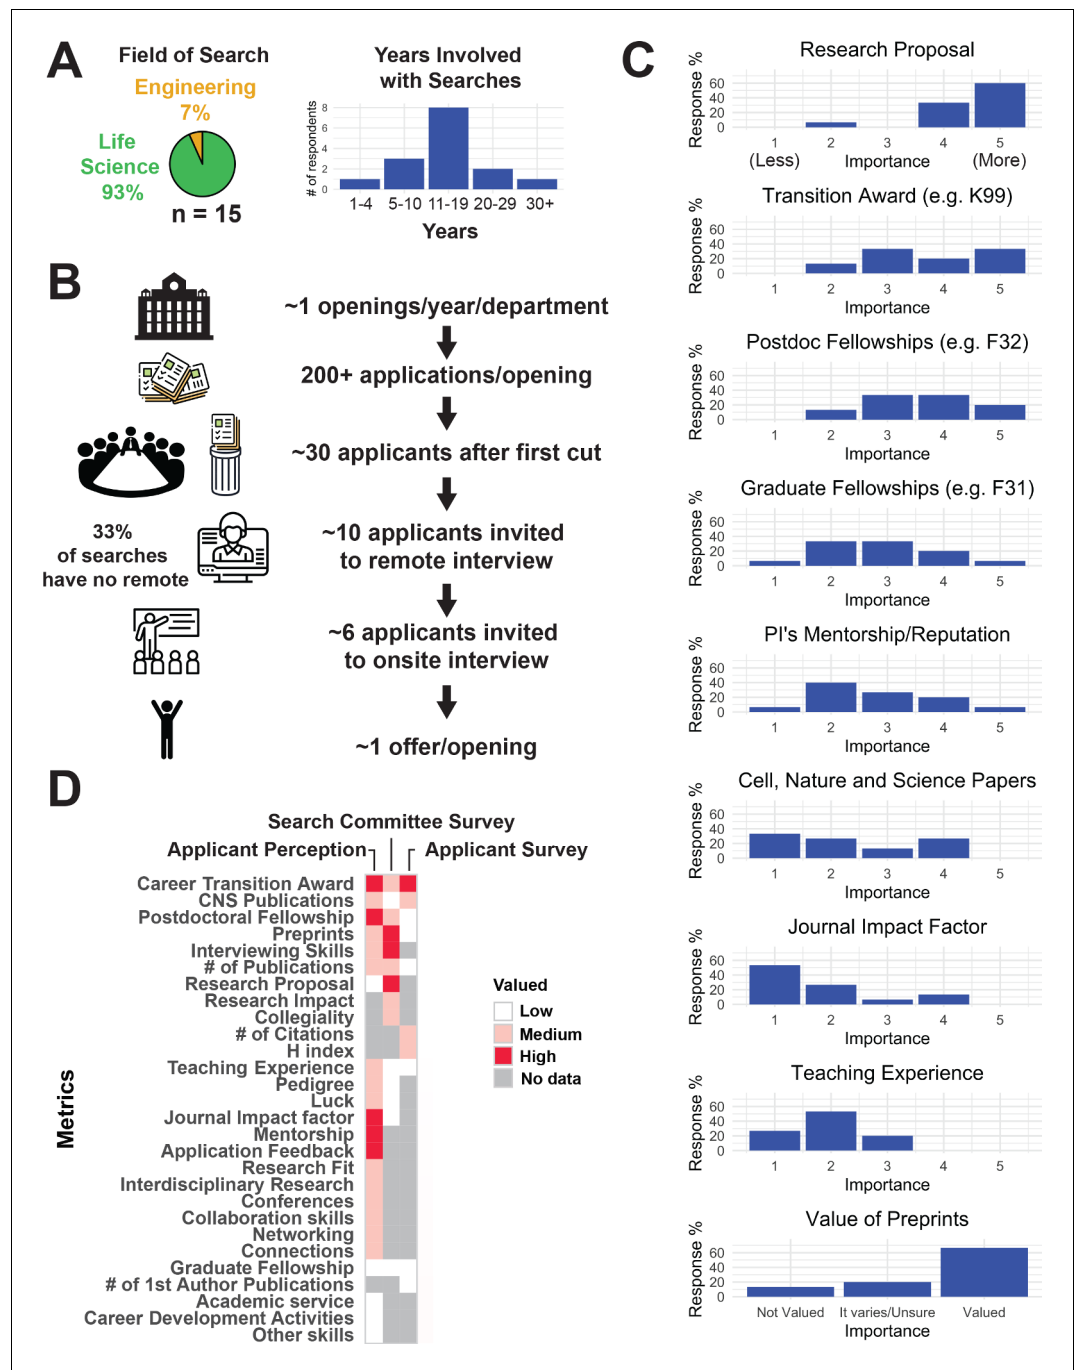 A
Field of Search
Engineering
7%
Life
Science
93%
n = 15
Years Involved
with Searches
# of respondents
8
6
4
2
0
1-4 5-10 11-19 20-29 30+
Years
B
~1 openings/year/department
200+ applications/opening
~30 applicants after first cut
~10 applicants invited
to remote interview
33%
of searches
have no remote
~6 applicants invited
to onsite interview
~1 offer/opening
C
Research Proposal
Response %
60
40
20
0
1 2 3 4 5
(Less) Importance (More)
Transition Award (e.g. K99)
Response %
60
40
20
0
1 2 3 4 5
Importance
Postdoc Fellowships (e.g. F32)
Response %
60
40
20
0
1 2 3 4 5
Importance
Graduate Fellowships (e.g. F31)
Response %
60
40
20
0
1 2 3 4 5
Importance
PI's Mentorship/Reputation
Response %
60
40
20
0
1 2 3 4 5
Importance
Cell, Nature and Science Papers
Response %
60
40
20
0
1 2 3 4 5
Importance
Journal Impact Factor
Response %
60
40
20
0
1 2 3 4 5
Importance
Teaching Experience
Response %
60
40
20
0
1 2 3 4 5
Importance
Value of Preprints
Response %
60
40
20
0
Not Valued It varies/Unsure Valued
Importance
D
Search Committee Survey
Applicant Perception Applicant Survey
Metrics
Career Transition Award
CNS Publications
Postdoctoral Fellowship
Preprints
Interviewing Skills
# of Publications
Research Proposal
Research Impact
Collegiality
# of Citations
H index
Teaching Experience
Pedigree
Luck
Journal Impact factor
Mentorship
Application Feedback
Research Fit
Interdisciplinary Research
Conferences
Collaboration skills
Networking
Connections
Graduate Fellowship
# of 1st Author Publications
Academic service
Career Development Activities
Other skills
Valued
Low
Medium
High
No data